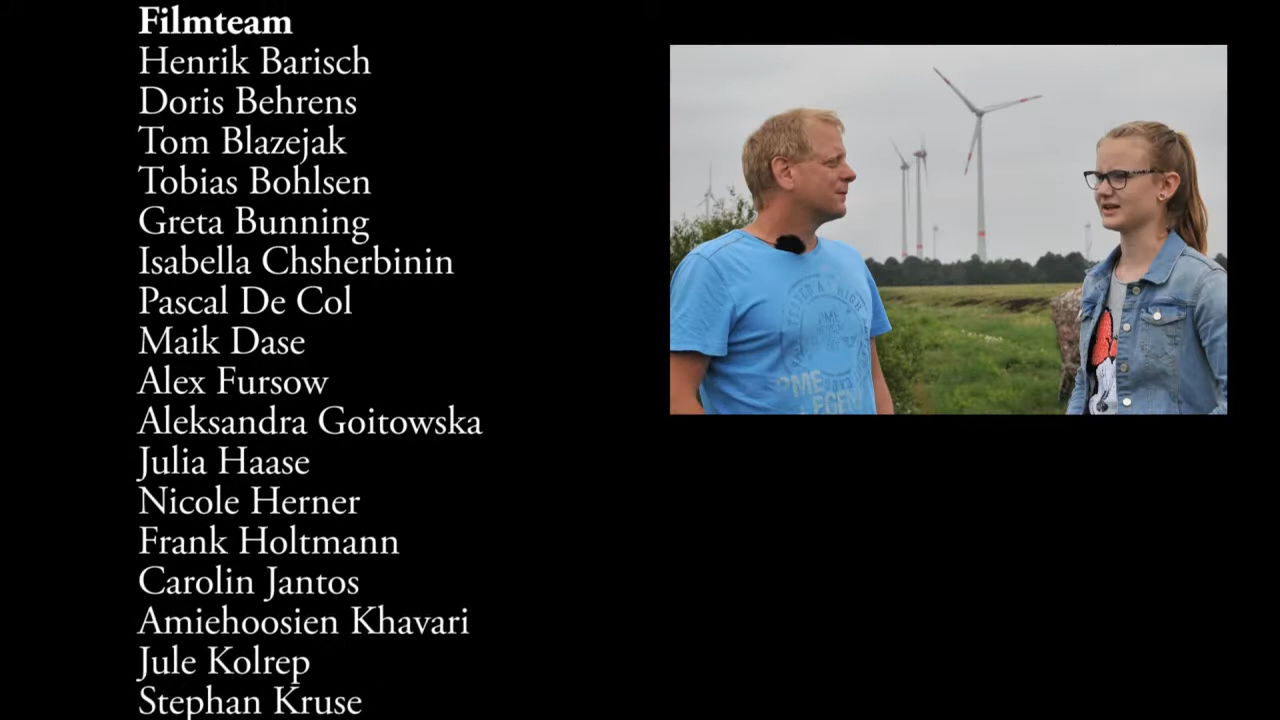 Filmteam
Henrik Barisch
Doris Behrens
Tom Blazejak
Tobias Bohlsen
Greta Bunning
Isabella Chsherbinin
Pascal De Col
Maik Dase
Alex Fursow
Aleksandra Goitowska
Julia Haase
Nicole Herner
Frank Holtmann
Carolin Jantos
Amiehoosien Khavari
Jule Kolrep
Stephan Kruse